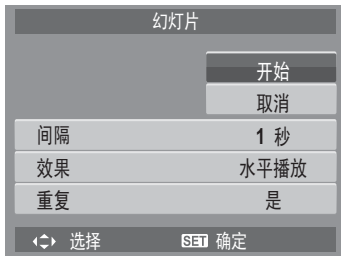 幻灯片
开始
取消
间隔 1 秒
效果 水平播放
重复 是
选择 SET 确定